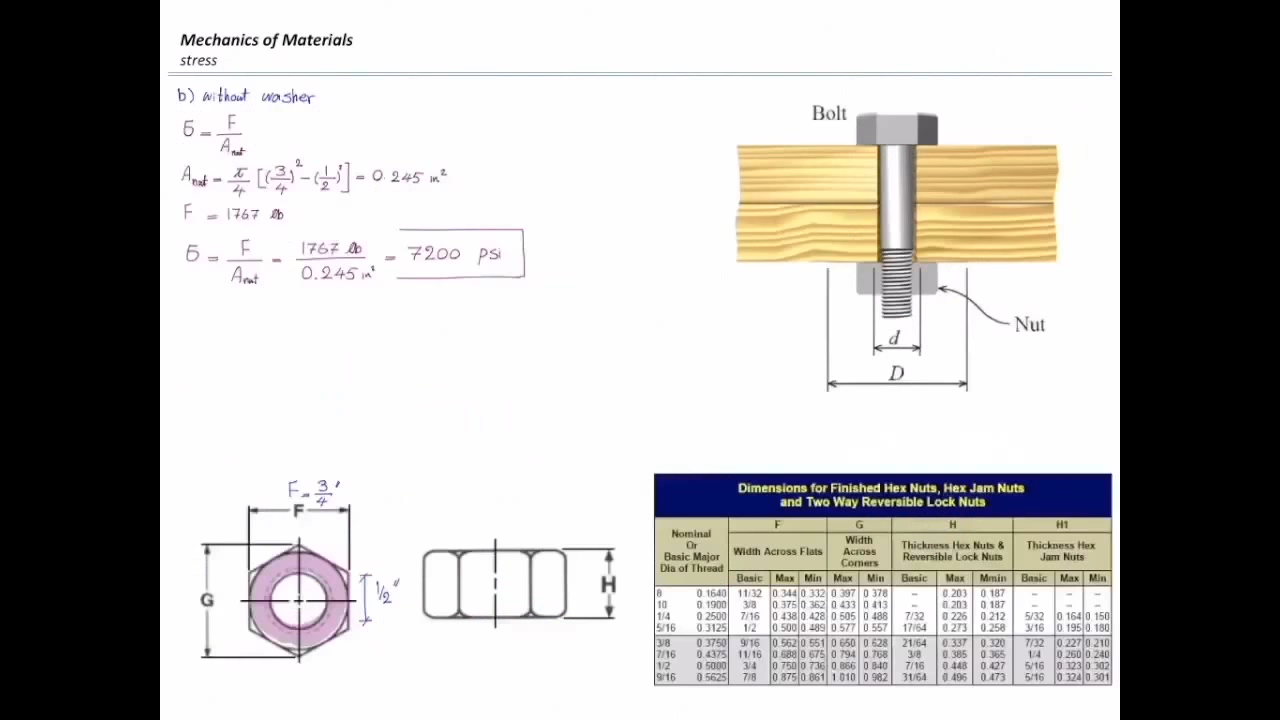 Mechanics of Materials
stress
b) without washer
σ = F / A_nut
A_nut = π/4 [(3/4)² - (1/2)²] = 0.245 in²
F = 1767 lb
σ = F / A_nut = 1767 lb / 0.245 in² = 7200 psi
Bolt
Nut
d
D
F = 3/4"
F
G
1/2"
H
Dimensions for Finished Hex Nuts, Hex Jam Nuts
and Two Way Reversible Lock Nuts
Nominal Or Basic Major Dia of Thread F G H H1
Width Across Flats Width Across Corners Thickness Hex Nuts & Reversible Lock Nuts Thickness Hex Jam Nuts
Basic Max Min Max Min Basic Max Mmin Basic Max Min
8 0.1640 11/32 0.344 0.332 0.397 0.378 – 0.203 0.187 – – –
10 0.1900 3/8 0.375 0.362 0.433 0.413 – 0.203 0.187 – – –
1/4 0.2500 7/16 0.438 0.428 0.505 0.488 7/32 0.226 0.212 5/32 0.164 0.150
5/16 0.3125 1/2 0.500 0.489 0.577 0.557 17/64 0.273 0.258 3/16 0.195 0.180
3/8 0.3750 9/16 0.562 0.551 0.650 0.628 21/64 0.337 0.320 7/32 0.227 0.210
7/16 0.4375 11/16 0.688 0.675 0.794 0.768 3/8 0.385 0.365 1/4 0.260 0.240
1/2 0.5000 3/4 0.750 0.736 0.866 0.840 7/16 0.448 0.427 5/16 0.323 0.302
9/16 0.5625 7/8 0.875 0.861 1.010 0.982 31/64 0.496 0.473 5/16 0.324 0.301